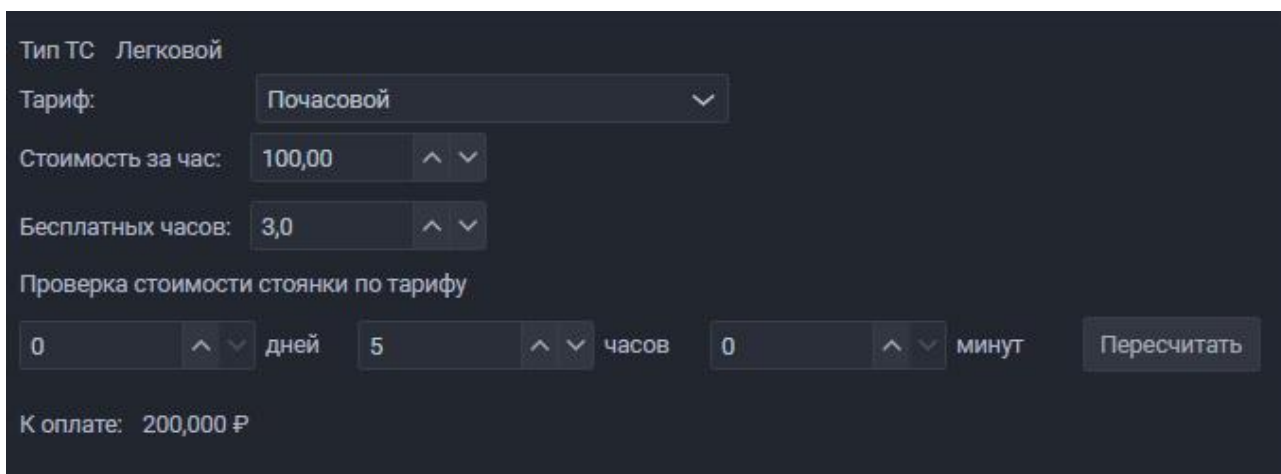 Тип ТС Легковой
Тариф: Почасовой
Стоимость за час: 100,00
Бесплатных часов: 3,0
Проверка стоимости стоянки по тарифу
0 дней 5 часов 0 минут Пересчитать
К оплате: 200,000 ₽